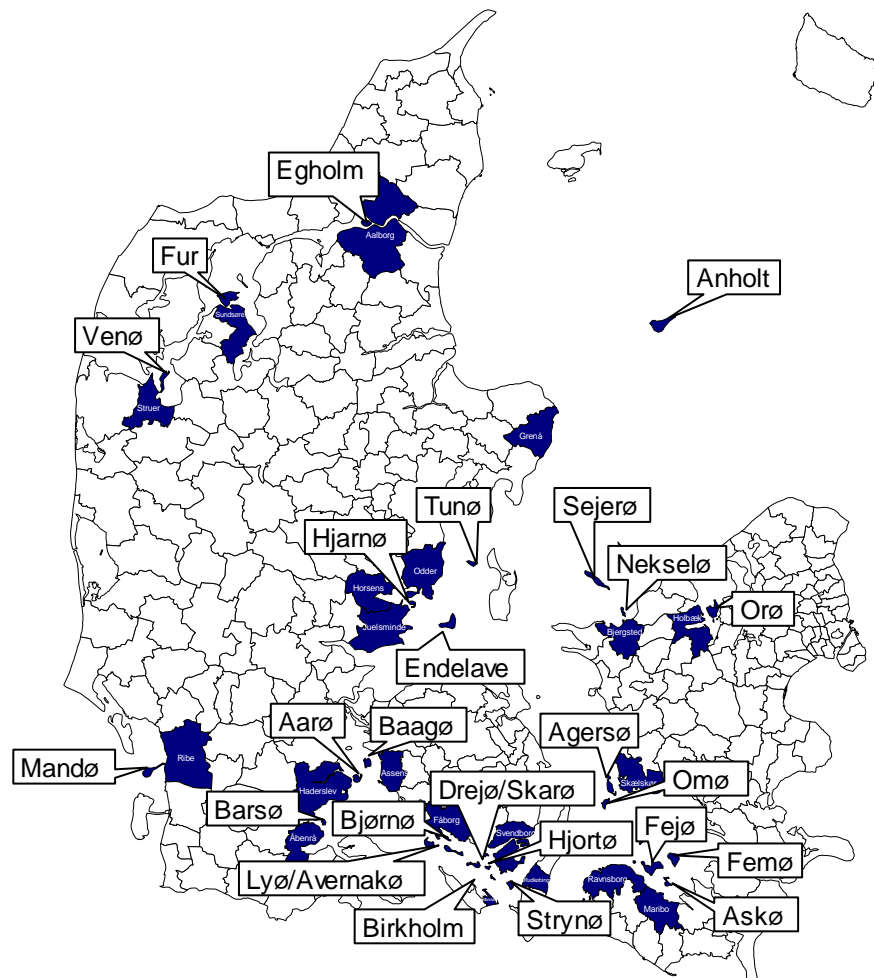 Egholm
Aalborg
Fur
Sundsøre
Anholt
Venø
Struer
Grenå
Tunø
Sejerø
Hjarnø
Nekselø
Odder
Horsens
Juelsminde
Holbæk
Orø
Bjergsted
Endelave
Aarø
Baagø
Agersø
Ribe
Mandø
Assens
Haderslev
Skælskør
Omø
Drejø/Skarø
Barsø
Bjørnø
Fåborg
Svendborg
Hjortø
Fejø
Femø
Åbenrå
Lyø/Avernakø
Ravnsborg
Birkholm
Strynø
Maribo
Askø